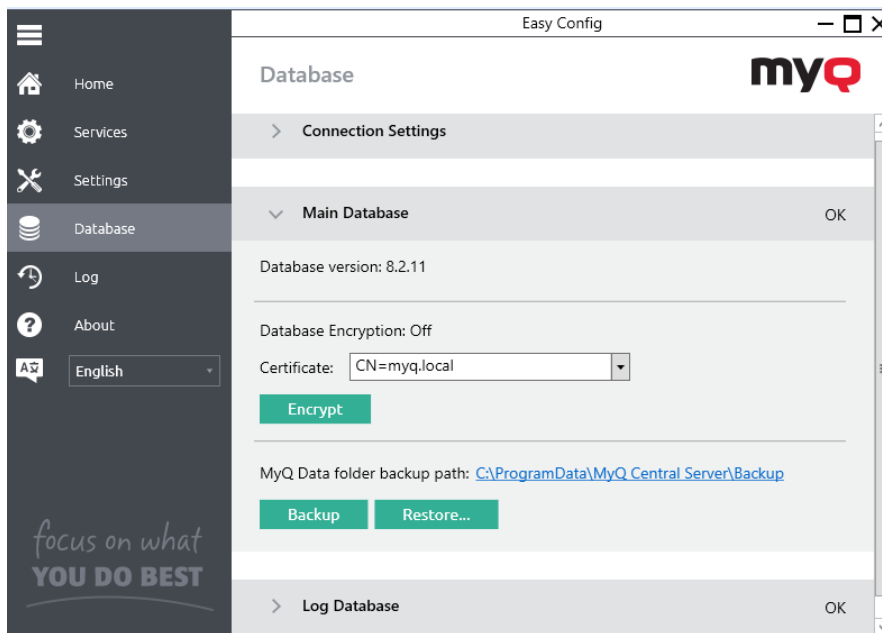 Easy Config
Home
Services
Settings
Database
Log
About
English
focus on what
YOU DO BEST
Database
myQ
Connection Settings
Main Database OK
Database version: 8.2.11
Database Encryption: Off
Certificate: CN=myq.local
Encrypt
MyQ Data folder backup path: C:\ProgramData\MyQ Central Server\Backup
Backup Restore...
Log Database OK